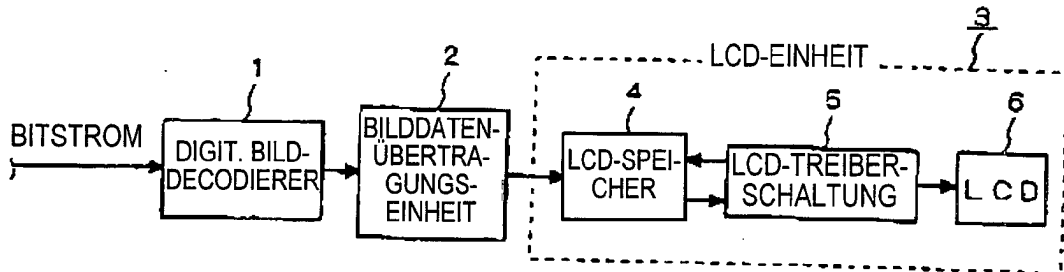 3
LCD-EINHEIT
1
2
4
5
6
BITSTROM
DIGIT. BILD-
DECODIERER
BILDDATEN-
ÜBERTRA-
GUNGS-
EINHEIT
LCD-SPEI-
CHER
LCD-TREIBER-
SCHALTUNG
LCD